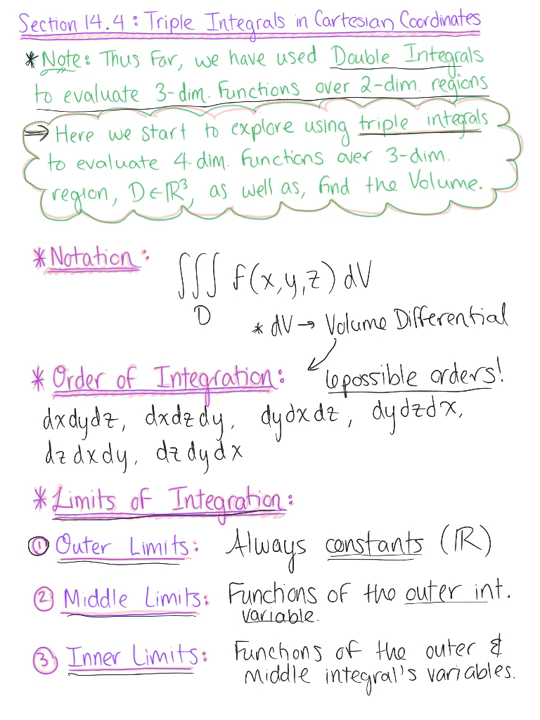 Section 14.4: Triple Integrals in Cartesian Coordinates
*Note: Thus Far, we have used Double Integrals
to evaluate 3-dim. Functions over 2-dim. regions
→ Here we start to explore using triple integrals
to evaluate 4-dim. Functions over 3-dim.
region, D∈ℝ³, as well as, find the Volume.
*Notation:
∭ f(x,y,z) dV
D
* dV → Volume Differential
* Order of Integration: 6 possible orders!
dxdydz, dxdzdy, dydxdz, dydzdx,
dzdxdy, dzdydx
*Limits of Integration:
① Outer Limits: Always constants (ℝ)
② Middle Limits: Functions of the outer int.
variable.
③ Inner Limits: Functions of the outer &
middle integral's variables.